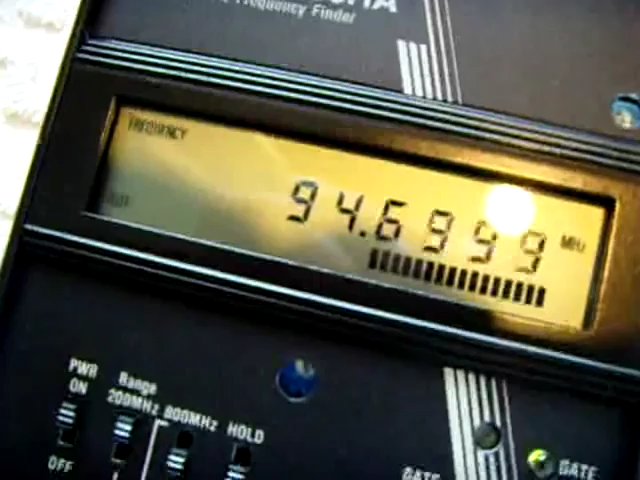 Frequency Finder
FREQUENCY
94.6999 MHz
PWR
ON
OFF
Range
200MHz 800MHz HOLD
GATE GATE